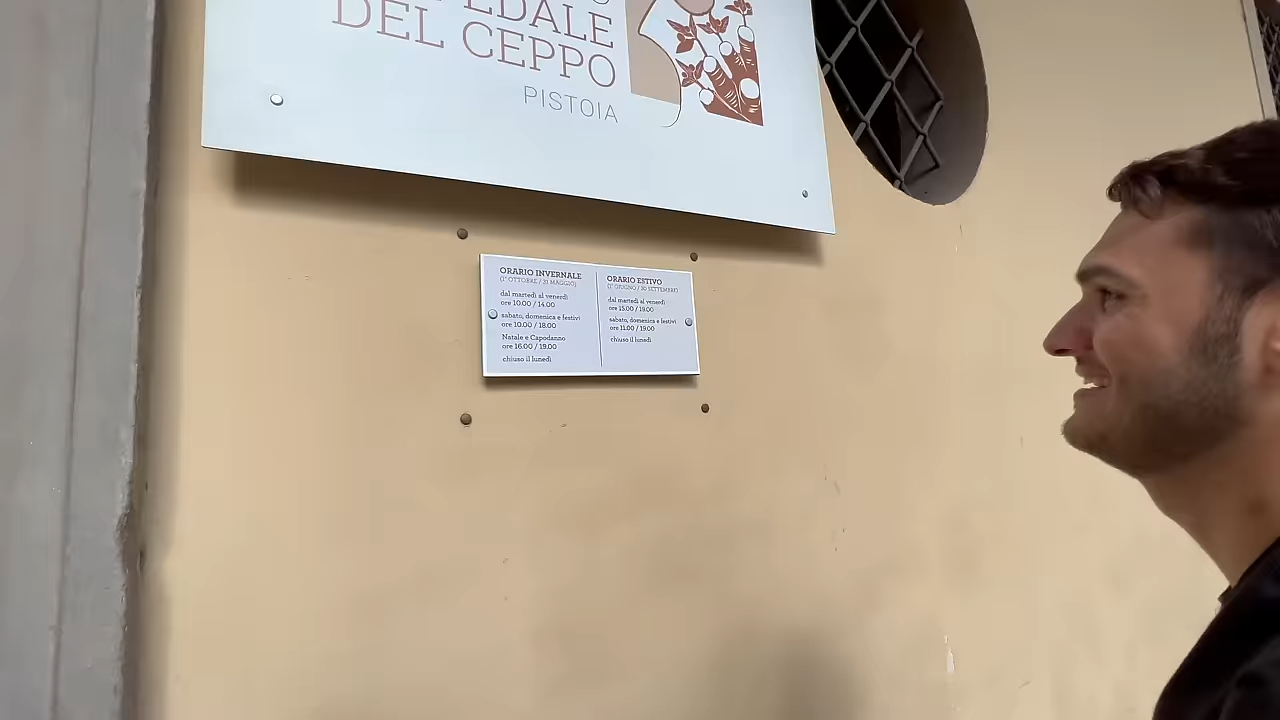 DEL CEPPO
PISTOIA
ORARIO INVERNALE
(1° OTTOBRE / 31 MAGGIO)
dal martedì al venerdì
ore 10.00 / 14.00
sabato, domenica e festivi
ore 10.00 / 18.00
Natale e Capodanno
ore 16.00 / 19.00
chiuso il lunedì
ORARIO ESTIVO
(1° GIUGNO / 30 SETTEMBRE)
dal martedì al venerdì
ore 15.00 / 19.00
sabato, domenica e festivi
ore 11.00 / 19.00
chiuso il lunedì